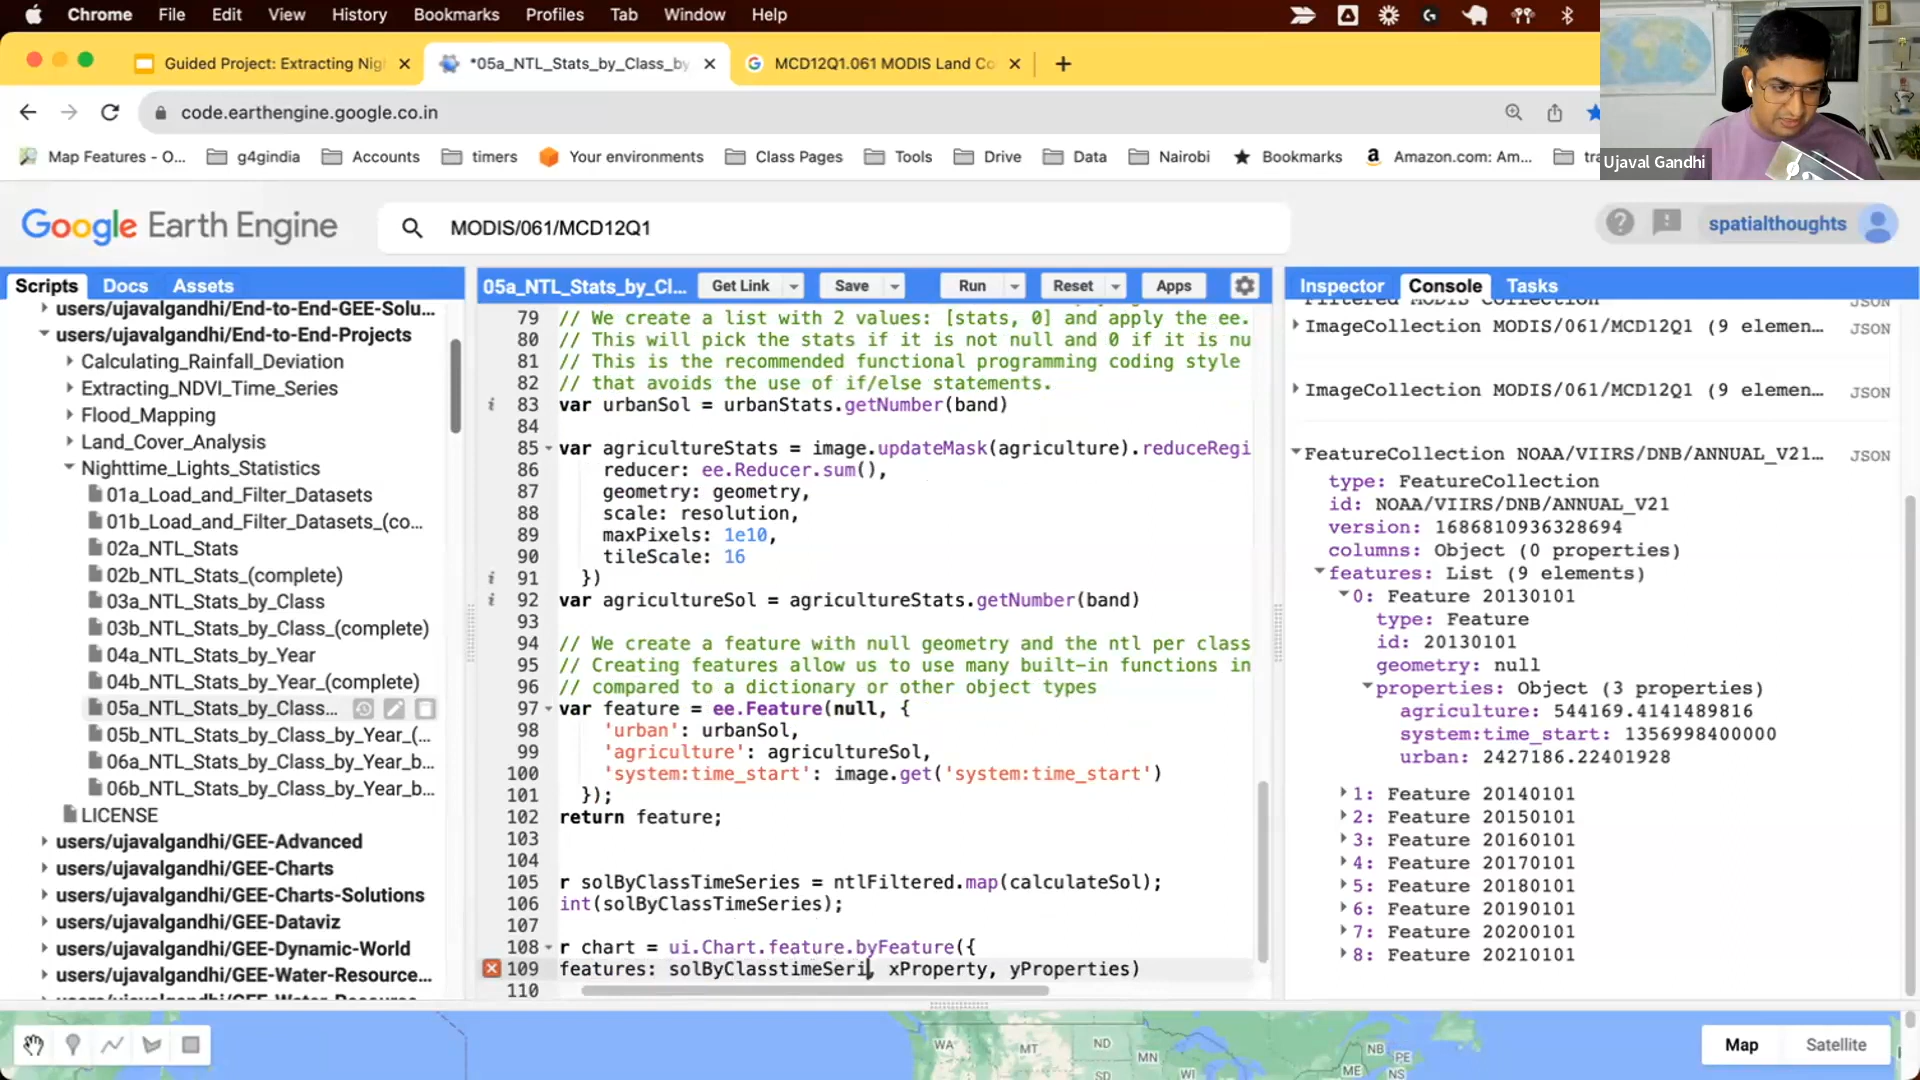 Chrome File Edit View History Bookmarks Profiles Tab Window Help
Guided Project: Extracting Nig
*05a_NTL_Stats_by_Class_by
MCD12Q1.061 MODIS Land Co
code.earthengine.google.co.in
Map Features - O... g4gindia Accounts timers Your environments Class Pages Tools Drive Data Nairobi Bookmarks Amazon.com: Am...
Ujaval Gandhi
Google Earth Engine
MODIS/061/MCD12Q1
spatialthoughts
Scripts Docs Assets
users/ujavalgandhi/End-to-End-GEE-Solu...
users/ujavalgandhi/End-to-End-Projects
Calculating_Rainfall_Deviation
Extracting_NDVI_Time_Series
Flood_Mapping
Land_Cover_Analysis
Nighttime_Lights_Statistics
01a_Load_and_Filter_Datasets
01b_Load_and_Filter_Datasets_(co...
02a_NTL_Stats
02b_NTL_Stats_(complete)
03a_NTL_Stats_by_Class
03b_NTL_Stats_by_Class_(complete)
04a_NTL_Stats_by_Year
04b_NTL_Stats_by_Year_(complete)
05a_NTL_Stats_by_Class...
05b_NTL_Stats_by_Class_by_Year_(...
06a_NTL_Stats_by_Class_by_Year_b...
06b_NTL_Stats_by_Class_by_Year_b...
LICENSE
users/ujavalgandhi/GEE-Advanced
users/ujavalgandhi/GEE-Charts
users/ujavalgandhi/GEE-Charts-Solutions
users/ujavalgandhi/GEE-Dataviz
users/ujavalgandhi/GEE-Dynamic-World
users/ujavalgandhi/GEE-Water-Resource...
05a_NTL_Stats_by_Cl... Get Link Save Run Reset Apps
79 // We create a list with 2 values: [stats, 0] and apply the ee.
80 // This will pick the stats if it is not null and 0 if it is nu
81 // This is the recommended functional programming coding style
82 // that avoids the use of if/else statements.
83 var urbanSol = urbanStats.getNumber(band)
84
85 var agricultureStats = image.updateMask(agriculture).reduceRegi
86 reducer: ee.Reducer.sum(),
87 geometry: geometry,
88 scale: resolution,
89 maxPixels: 1e10,
90 tileScale: 16
91 })
92 var agricultureSol = agricultureStats.getNumber(band)
93
94 // We create a feature with null geometry and the ntl per class
95 // Creating features allow us to use many built-in functions in
96 // compared to a dictionary or other object types
97 var feature = ee.Feature(null, {
98 'urban': urbanSol,
99 'agriculture': agricultureSol,
100 'system:time_start': image.get('system:time_start')
101 });
102 return feature;
103
104
105 r solByClassTimeSeries = ntlFiltered.map(calculateSol);
106 int(solByClassTimeSeries);
107
108 r chart = ui.Chart.feature.byFeature({
109 features: solByClasstimeSeri, xProperty, yProperties)
110
Inspector Console Tasks
Filtered MODIS Collection JSON
ImageCollection MODIS/061/MCD12Q1 (9 elemen... JSON
ImageCollection MODIS/061/MCD12Q1 (9 elemen... JSON
FeatureCollection NOAA/VIIRS/DNB/ANNUAL_V21... JSON
type: FeatureCollection
id: NOAA/VIIRS/DNB/ANNUAL_V21
version: 1686810936328694
columns: Object (0 properties)
features: List (9 elements)
0: Feature 20130101
type: Feature
id: 20130101
geometry: null
properties: Object (3 properties)
agriculture: 544169.4141489816
system:time_start: 1356998400000
urban: 2427186.22401928
1: Feature 20140101
2: Feature 20150101
3: Feature 20160101
4: Feature 20170101
5: Feature 20180101
6: Feature 20190101
7: Feature 20200101
8: Feature 20210101
WA MT ND MN SD WI ME NB PE NS
Map Satellite